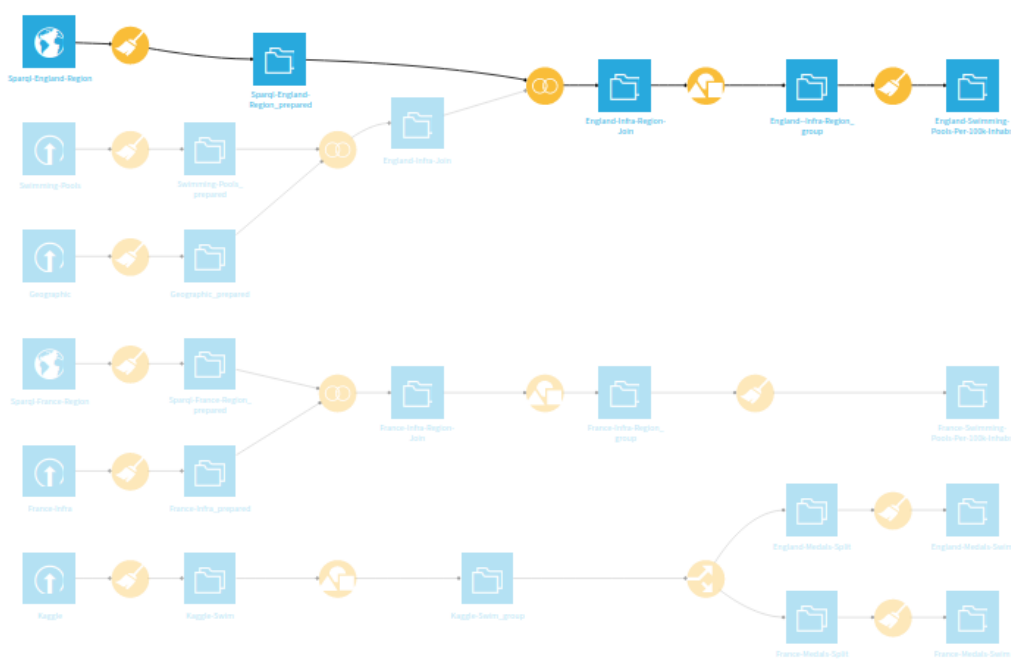 Sparql-England-Region
Sparql-England-
Region_prepared
England-Infra-Join
England-Infra-Region-
Join
England--Infra-Region_
group
England-Swimming-
Pools-Per-100k-Inhabi
Swimming-Pools
Swimming-Pools_
prepared
Geographic
Geographic_prepared
Sparql-France-Region
Sparql-France-Region_
prepared
France-Infra-Region-
Join
France-Infra-Region_
group
France-Swimming-
Pools-Per-100k-Inhabi
France-Infra
France-Infra_prepared
England-Medals-Split
England-Medals-Swim
Kaggle
Kaggle-Swim
Kaggle-Swim_group
France-Medals-Split
France-Medals-Swim